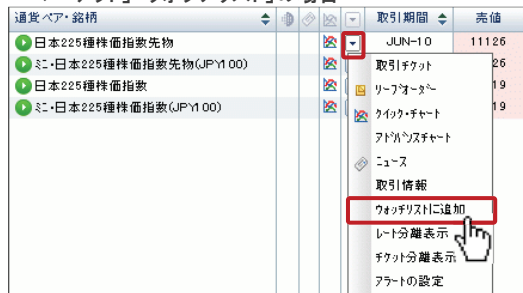 通貨ペア・銘柄 取引期間 売値
日本225種株価指数先物 JUN-10 11126
ミニ・日本225種株価指数先物(JPY100) 26
日本225種株価指数 19
ミニ・日本225種株価指数(JPY100) 19
取引チケット
リーブオーダー
クイック・チャート
アドバンスチャート
ニュース
取引情報
ウォッチリストに追加
レート分離表示
チケット分離表示
アラートの設定